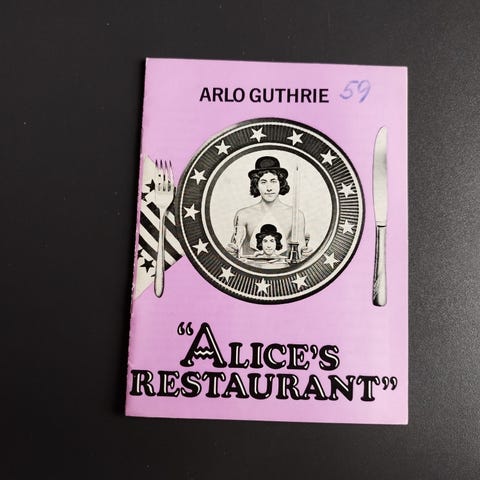 ARLO GUTHRIE 59
"ALICE'S
RESTAURANT"